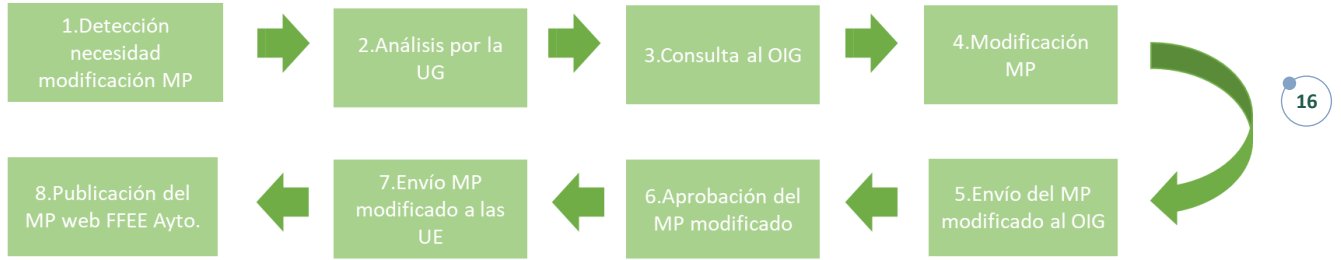 1.Detección
necesidad
modificación MP
2.Análisis por la
UG
3.Consulta al OIG
4.Modificación
MP
16
5.Envío del MP
modificado al OIG
6.Aprobación del
MP modificado
7.Envío MP
modificado a las
UE
8.Publicación del
MP web FFEE Ayto.